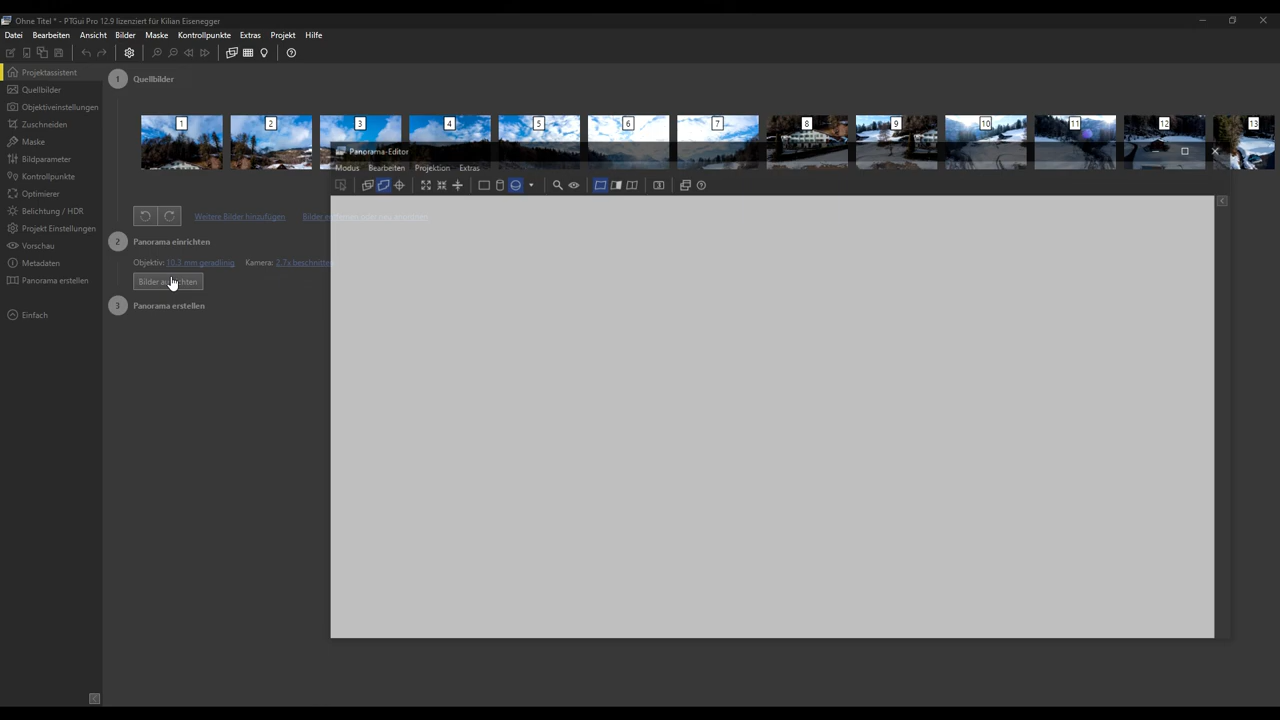 Ohne Titel * - PTGui Pro 12.9 lizenziert für Kilian Eisenegger
Datei Bearbeiten Ansicht Bilder Maske Kontrollpunkte Extras Projekt Hilfe
Projektassistent
Quellbilder
Objektiveinstellungen
Zuschneiden
Maske
Bildparameter
Kontrollpunkte
Optimierer
Belichtung / HDR
Projekt Einstellungen
Vorschau
Metadaten
Panorama erstellen
Einfach
1 Quellbilder
1 2 3 4 5 6 7 8 9 10 11 12 13
Weitere Bilder hinzufügen Bilder
2 Panorama einrichten
Objektiv: 10,3 mm geradlinig Kamera: 2,7x beschnitten
Bilder ausrichten
3 Panorama erstellen
Panorama-Editor
Modus Bearbeiten Projektion Extras